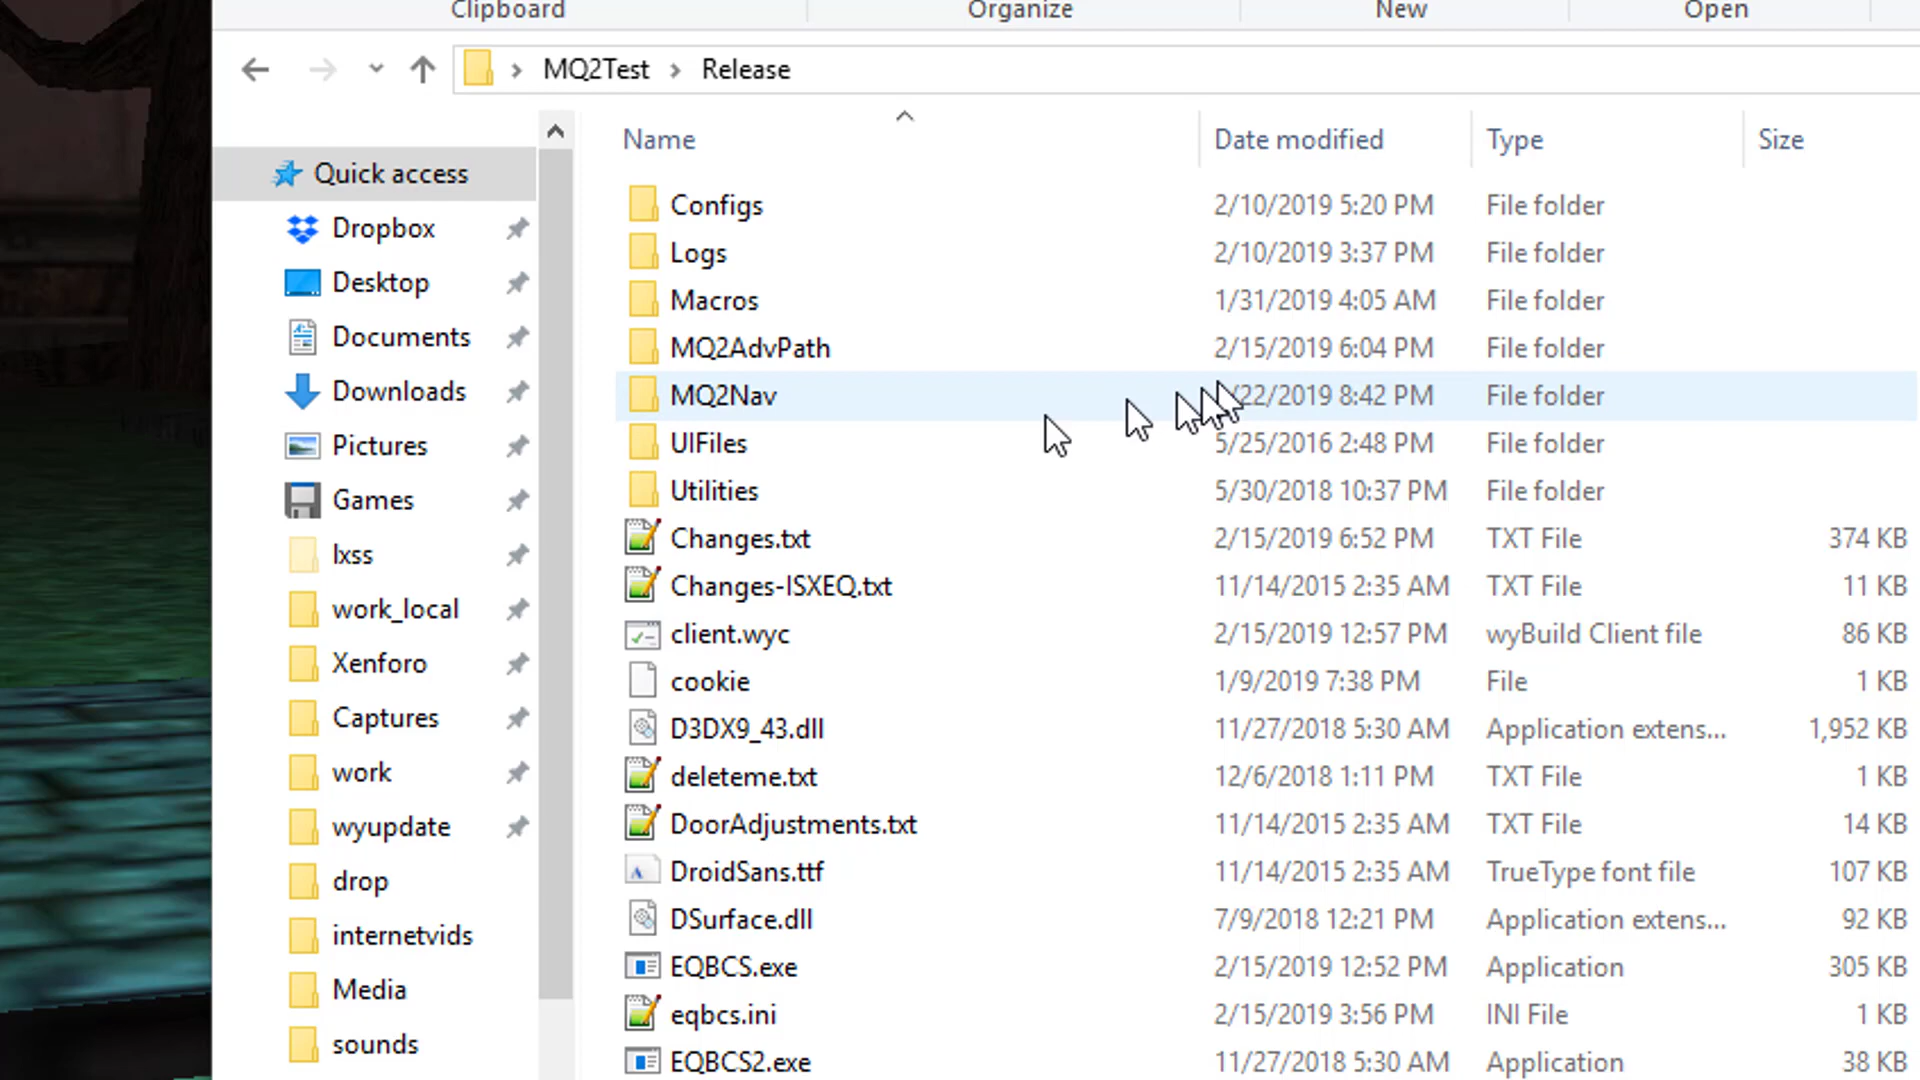 Clipboard Organize New Open
MQ2Test Release
Name Date modified Type Size
Quick access
Dropbox
Desktop
Documents
Downloads
Pictures
Games
lxss
work_local
Xenforo
Captures
work
wyupdate
drop
internetvids
Media
sounds
Configs 2/10/2019 5:20 PM File folder
Logs 2/10/2019 3:37 PM File folder
Macros 1/31/2019 4:05 AM File folder
MQ2AdvPath 2/15/2019 6:04 PM File folder
MQ2Nav /22/2019 8:42 PM File folder
UIFiles 5/25/2016 2:48 PM File folder
Utilities 5/30/2018 10:37 PM File folder
Changes.txt 2/15/2019 6:52 PM TXT File 374 KB
Changes-ISXEQ.txt 11/14/2015 2:35 AM TXT File 11 KB
client.wyc 2/15/2019 12:57 PM wyBuild Client file 86 KB
cookie 1/9/2019 7:38 PM File 1 KB
D3DX9_43.dll 11/27/2018 5:30 AM Application extens... 1,952 KB
deleteme.txt 12/6/2018 1:11 PM TXT File 1 KB
DoorAdjustments.txt 11/14/2015 2:35 AM TXT File 14 KB
DroidSans.ttf 11/14/2015 2:35 AM TrueType font file 107 KB
DSurface.dll 7/9/2018 12:21 PM Application extens... 92 KB
EQBCS.exe 2/15/2019 12:52 PM Application 305 KB
eqbcs.ini 2/15/2019 3:56 PM INI File 1 KB
EQBCS2.exe 11/27/2018 5:30 AM Application 38 KB